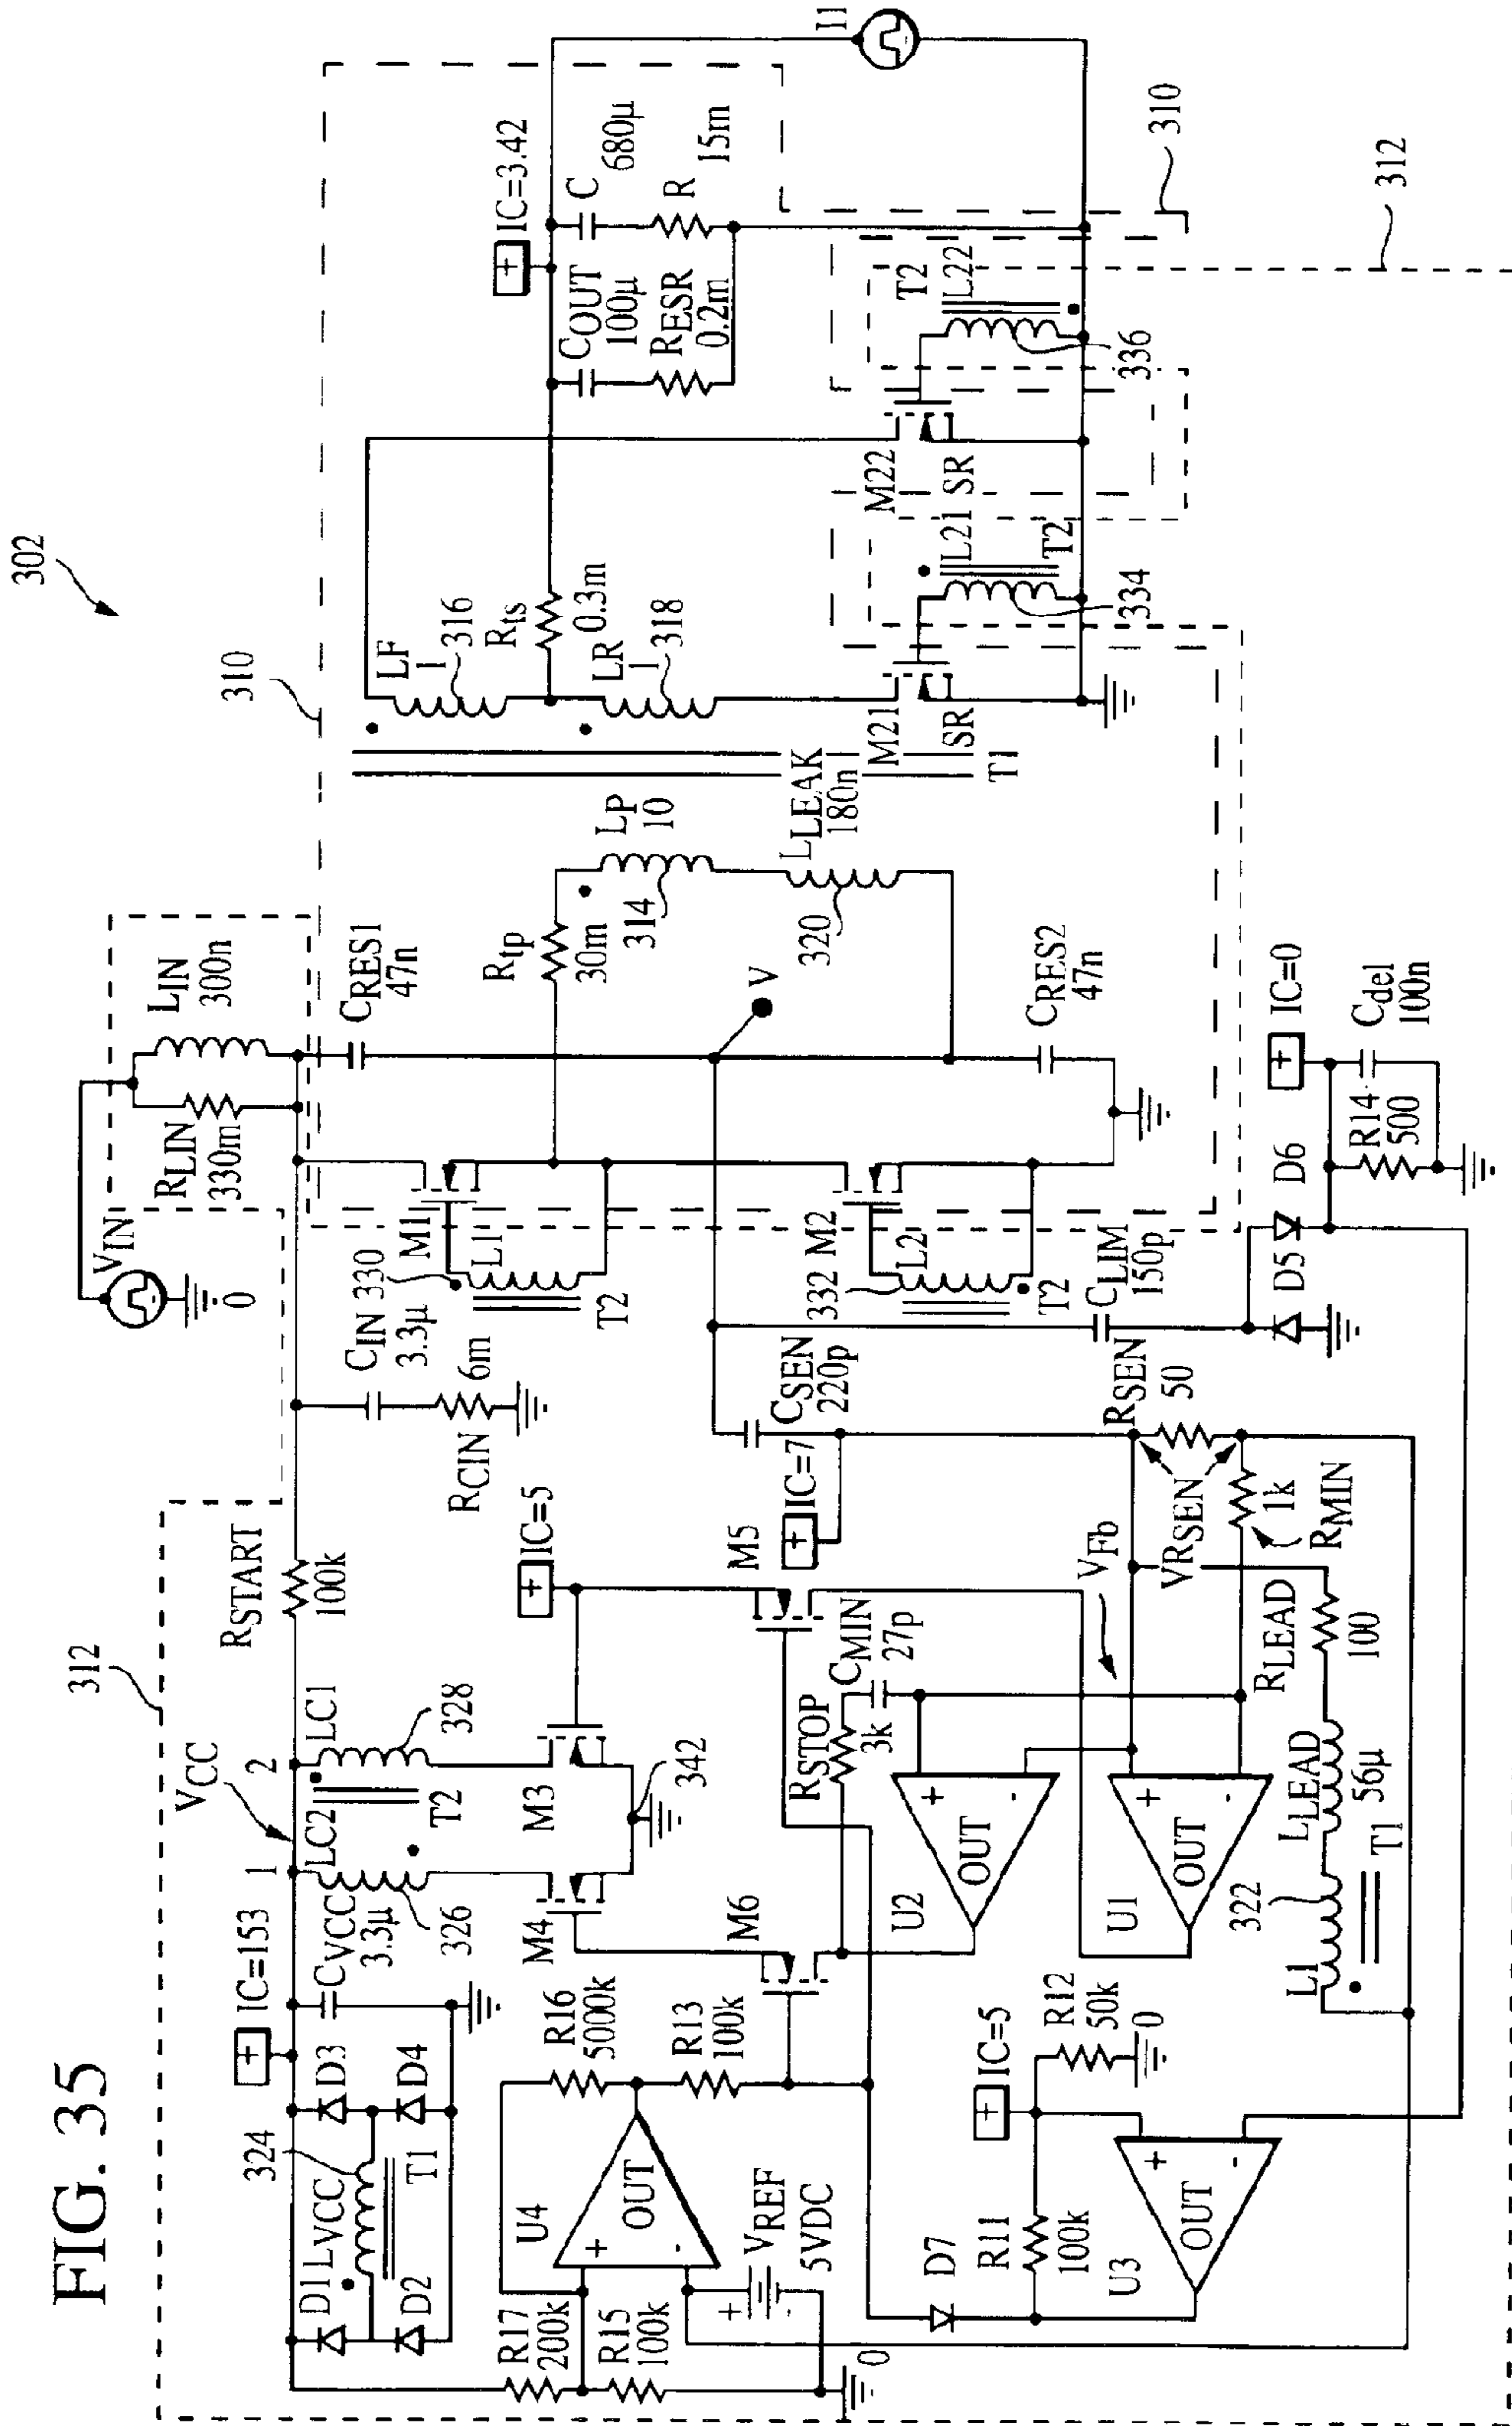 FIG. 35
302
310
312
VIN
0
RLIN
330m
LIN
300n
CRES1
47n
CRES2
47n
V
Rtp
30m
LP
10
314
LLEAK
180n
320
T1
LF
1
316
LR
1
318
Rts
0.3m
IC=3.42
COUT
100µ
RESR
0.2m
C
680µ
R
15m
I1
M21
SR
M22
SR
L21
T2
334
T2
L22
336
310
312
CIN
3.3µ
RCIN
6m
330
M1
L1
T2
332
M2
L2
T2
CSEN
220p
CLIM
150p
D5
D6
IC=0
R14
500
Cdel
100n
RSTART
100k
VCC
1
2
LC2
LC1
326
328
T2
IC=153
CVCC
3.3µ
D1
LVCC
324
D3
D2
T1
D4
M4
M3
342
IC=5
M5
IC=7
M6
R16
5000k
R13
100k
U4
+
-
OUT
R17
200k
R15
100k
VREF
5VDC
+
-
0
D7
R11
100k
IC=5
R12
50k
0
U3
+
-
OUT
RSTOP
3k
CMIN
27p
VFb
U2
+
-
OUT
U1
+
-
OUT
RSEN
50
VRSEN
1k
RMIN
RLEAD
100
LLEAD
56µ
322
L1
T1